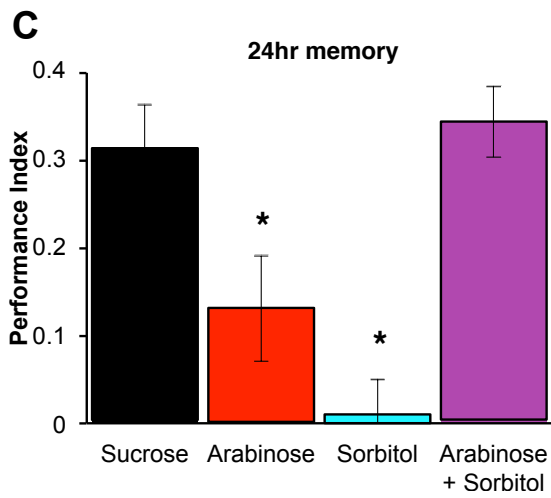 C
24hr memory
Performance Index
0.4
0.3
0.2
0.1
0
*
*
Sucrose Arabinose Sorbitol Arabinose
+ Sorbitol